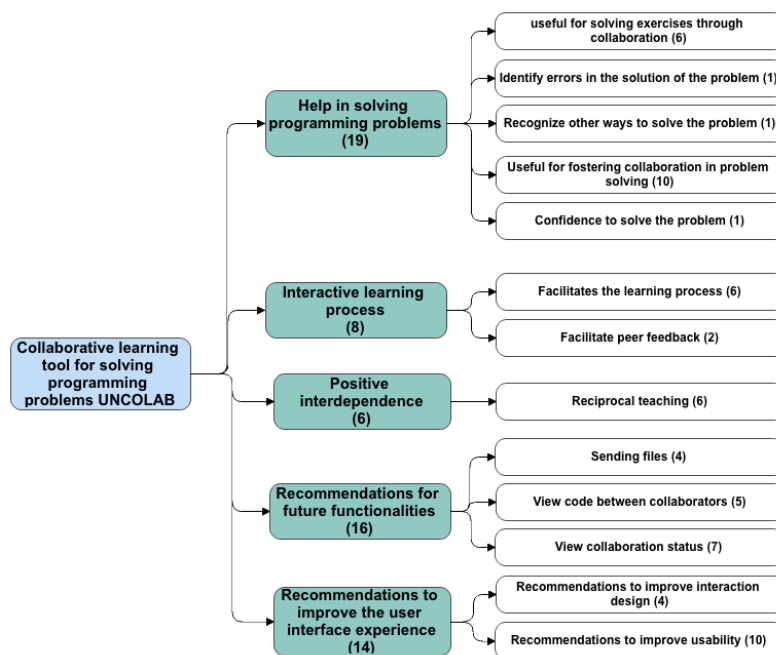 Collaborative learning
tool for solving
programming
problems UNCOLAB
Help in solving
programming problems
(19)
useful for solving exercises through
collaboration (6)
Identify errors in the solution of the problem (1)
Recognize other ways to solve the problem (1)
Useful for fostering collaboration in problem
solving (10)
Confidence to solve the problem (1)
Interactive learning
process
(8)
Facilitates the learning process (6)
Facilitate peer feedback (2)
Positive
interdependence
(6)
Reciprocal teaching (6)
Recommendations for
future functionalities
(16)
Sending files (4)
View code between collaborators (5)
View collaboration status (7)
Recommendations to
improve the user
interface experience
(14)
Recommendations to improve interaction
design (4)
Recommendations to improve usability (10)